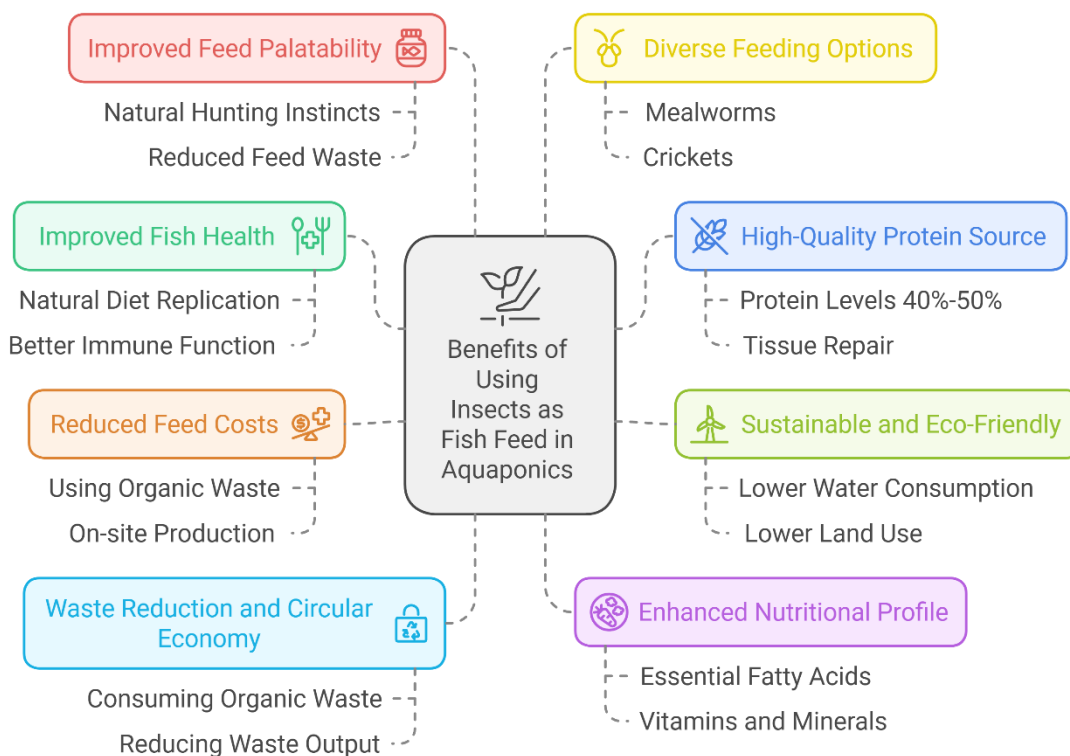 Improved Feed Palatability
Natural Hunting Instincts
Reduced Feed Waste
Diverse Feeding Options
Mealworms
Crickets
Improved Fish Health
Natural Diet Replication
Better Immune Function
High-Quality Protein Source
Protein Levels 40%-50%
Tissue Repair
Benefits of
Using
Insects as
Fish Feed in
Aquaponics
Reduced Feed Costs
Using Organic Waste
On-site Production
Sustainable and Eco-Friendly
Lower Water Consumption
Lower Land Use
Waste Reduction and Circular
Economy
Consuming Organic Waste
Reducing Waste Output
Enhanced Nutritional Profile
Essential Fatty Acids
Vitamins and Minerals